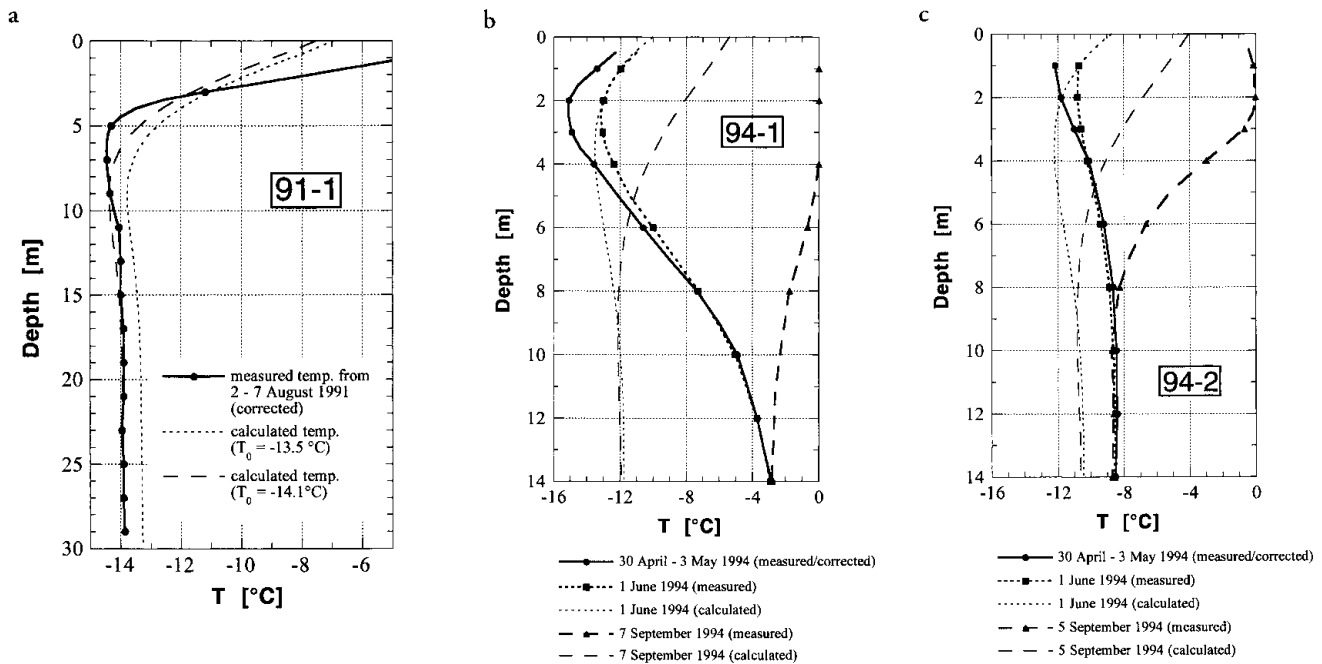 a
0
5
10
15
20
25
30
Depth [m]
91-1
measured temp. from
2 - 7 August 1991
(corrected)
calculated temp.
(T0 = -13.5 °C)
calculated temp.
(T0 = -14.1°C)
-14 -12 -10 -8 -6
T [°C]
b
0
2
4
6
8
10
12
14
Depth [m]
94-1
-16 -12 -8 -4 0
T [°C]
30 April - 3 May 1994 (measured/corrected)
1 June 1994 (measured)
1 June 1994 (calculated)
7 September 1994 (measured)
7 September 1994 (calculated)
c
0
2
4
6
8
10
12
14
Depth [m]
94-2
-16 -12 -8 -4 0
T [°C]
30 April - 3 May 1994 (measured/corrected)
1 June 1994 (measured)
1 June 1994 (calculated)
5 September 1994 (measured)
5 September 1994 (calculated)